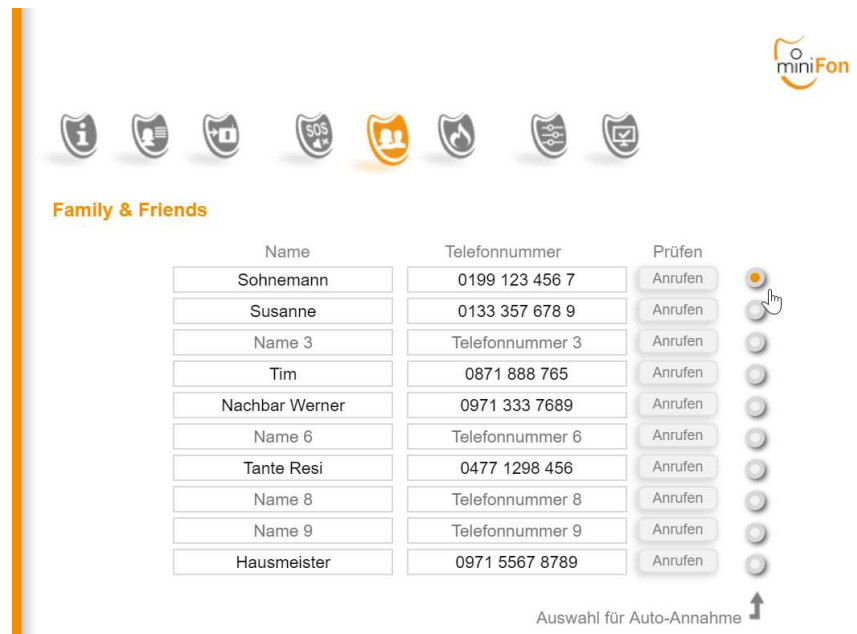 miniFon
SOS
Family & Friends
Name Telefonnummer Prüfen
Sohnemann 0199 123 456 7 Anrufen
Susanne 0133 357 678 9 Anrufen
Name 3 Telefonnummer 3 Anrufen
Tim 0871 888 765 Anrufen
Nachbar Werner 0971 333 7689 Anrufen
Name 6 Telefonnummer 6 Anrufen
Tante Resi 0477 1298 456 Anrufen
Name 8 Telefonnummer 8 Anrufen
Name 9 Telefonnummer 9 Anrufen
Hausmeister 0971 5567 8789 Anrufen
Auswahl für Auto-Annahme